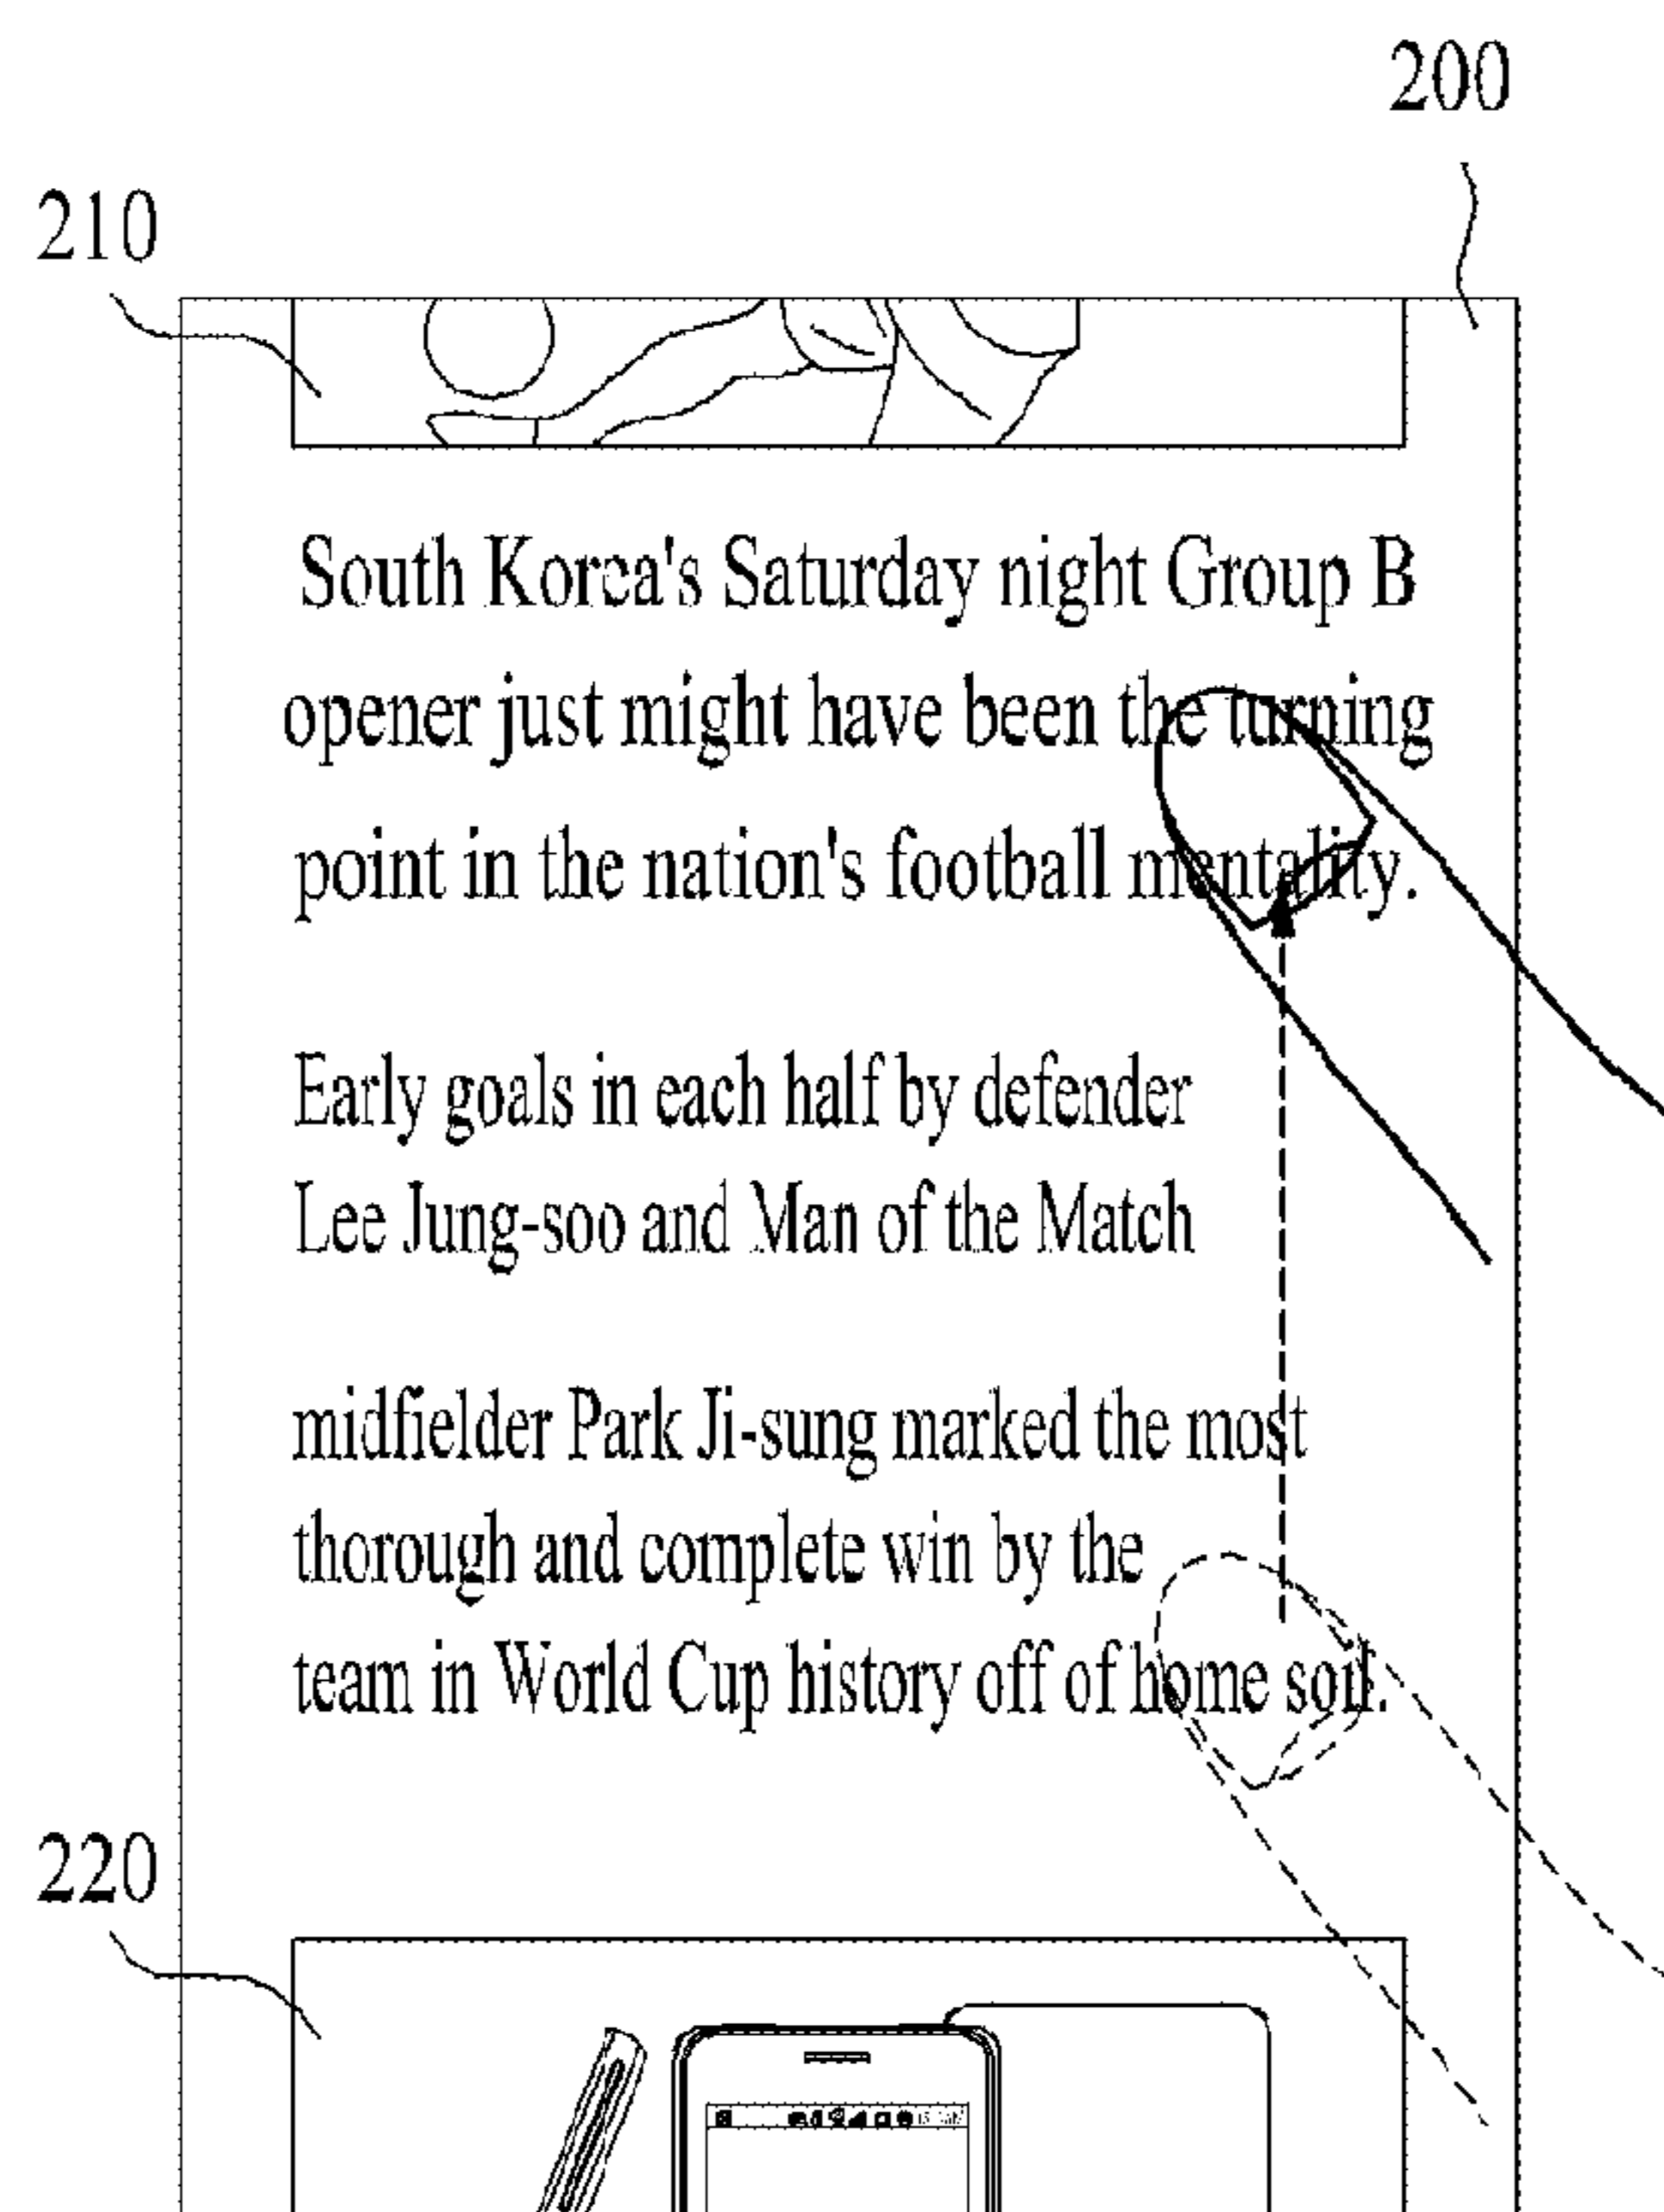 200
210
South Korea's Saturday night Group B
opener just might have been the turning
point in the nation's football mentality.
Early goals in each half by defender
Lee Jung-soo and Man of the Match
midfielder Park Ji-sung marked the most
thorough and complete win by the
team in World Cup history off of home soil.
220